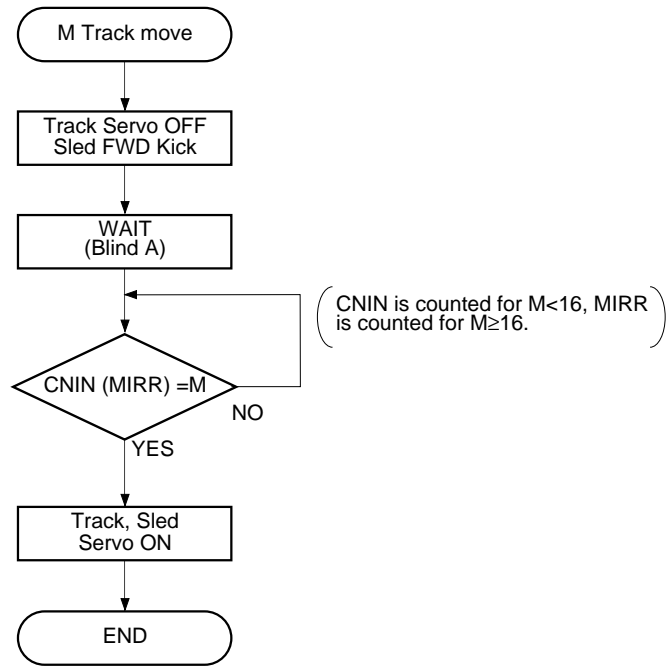 M Track move
Track Servo OFF
Sled FWD Kick
WAIT
(Blind A)
CNIN is counted for M<16, MIRR
is counted for M≥16.
CNIN (MIRR) =M
NO
YES
Track, Sled
Servo ON
END